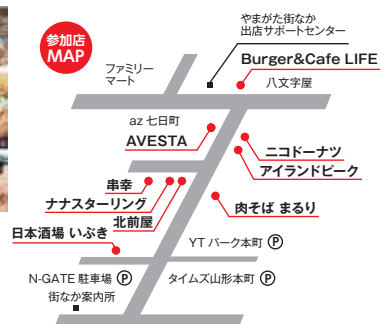 参加店
MAP
やまがた街なか
出店サポートセンター
Burger&Cafe LIFE
ファミリー
マート
八文字屋
az 七日町
AVESTA
ニコドーナツ
アイランドピーク
串幸
ナナスターリング
北前屋
肉そば まるり
日本酒場 いぶき
YT パーク本町 Ⓟ
N-GATE 駐車場 Ⓟ
タイムズ山形本町 Ⓟ
街なか案内所